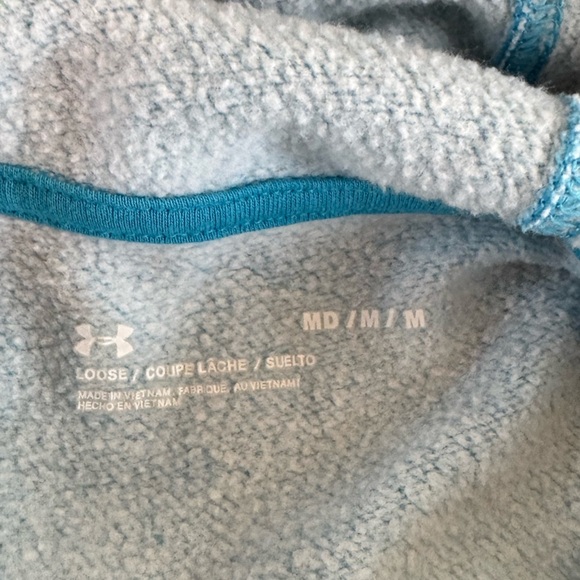 MD / M / M
LOOSE / COUPE LÂCHE / SUELTO
MADE IN VIETNAM. FABRIQUÉ AU VIETNAM
HECHO EN VIETNAM